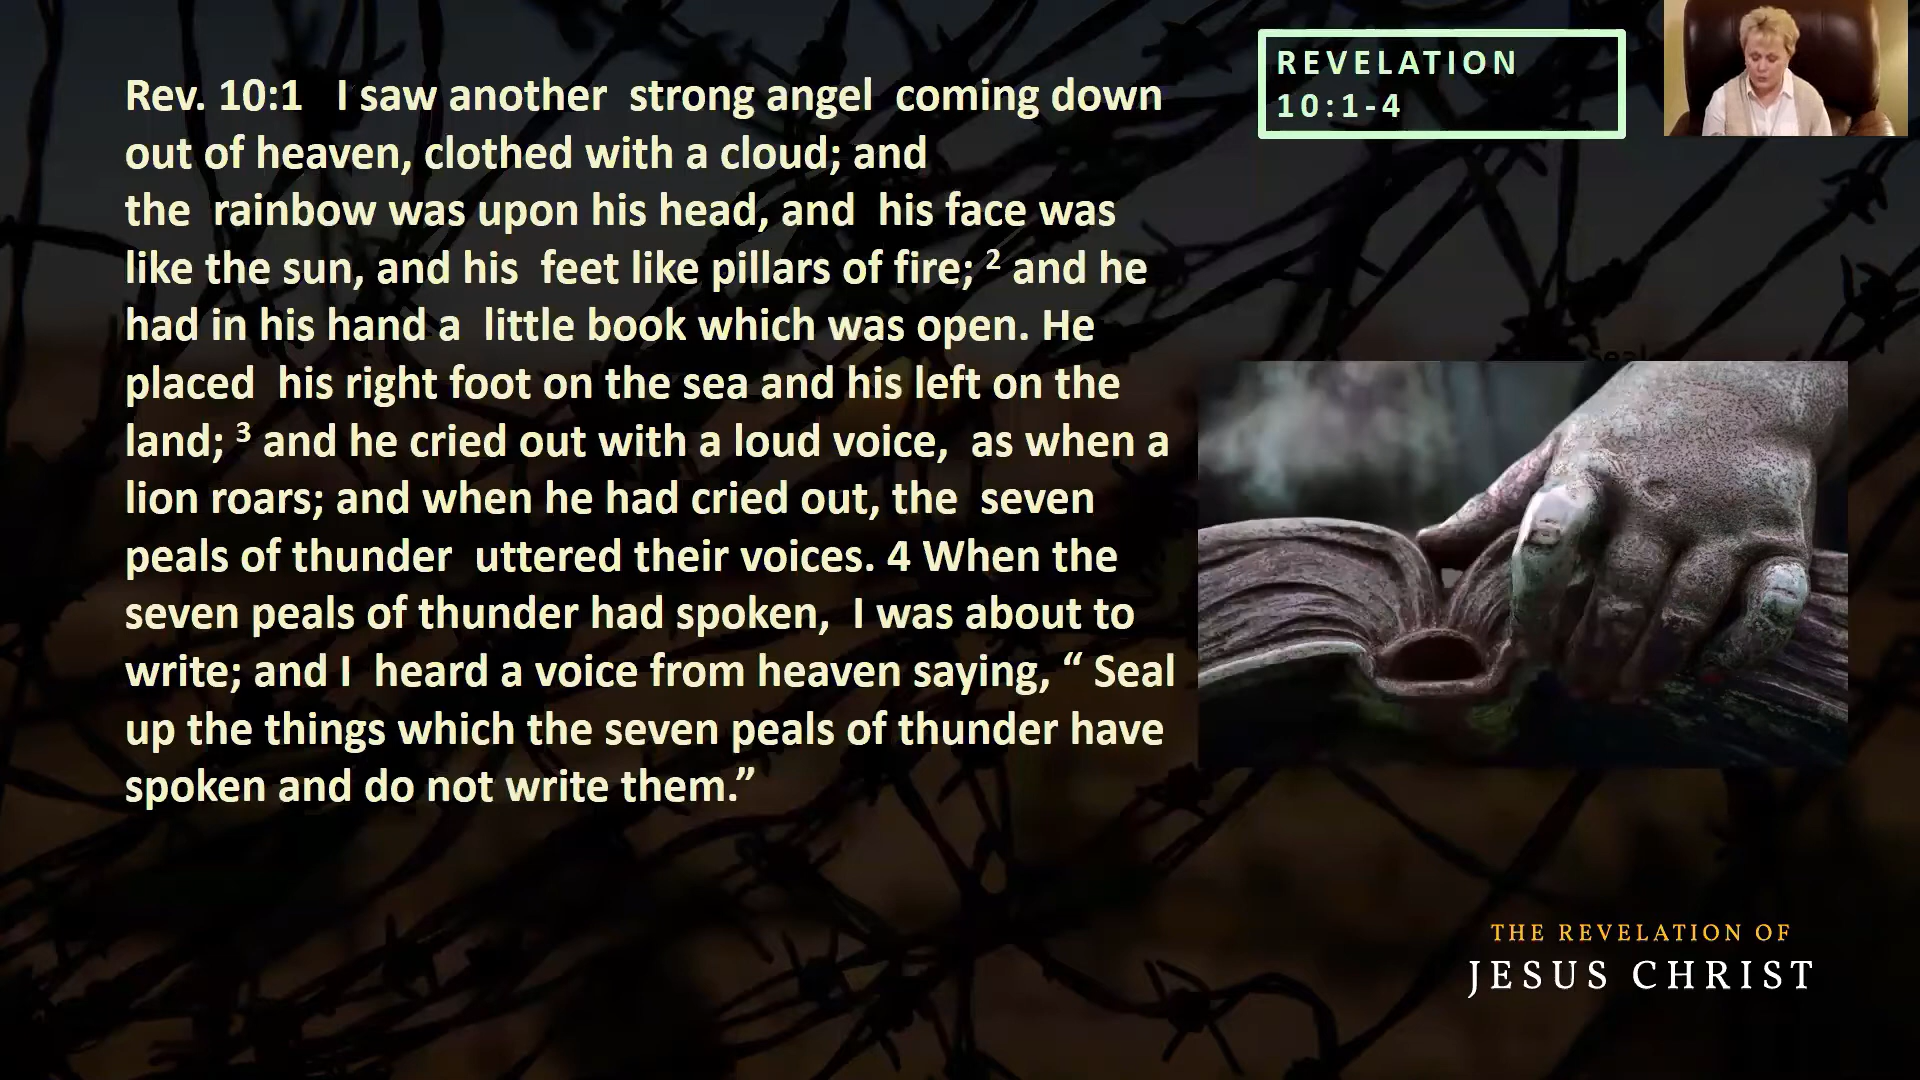 Rev. 10:1 I saw another strong angel coming down
out of heaven, clothed with a cloud; and
the rainbow was upon his head, and his face was
like the sun, and his feet like pillars of fire; ² and he
had in his hand a little book which was open. He
placed his right foot on the sea and his left on the
land; ³ and he cried out with a loud voice, as when a
lion roars; and when he had cried out, the seven
peals of thunder uttered their voices. 4 When the
seven peals of thunder had spoken, I was about to
write; and I heard a voice from heaven saying, “ Seal
up the things which the seven peals of thunder have
spoken and do not write them.”
REVELATION
10:1-4
Seal
THE REVELATION OF
JESUS CHRIST